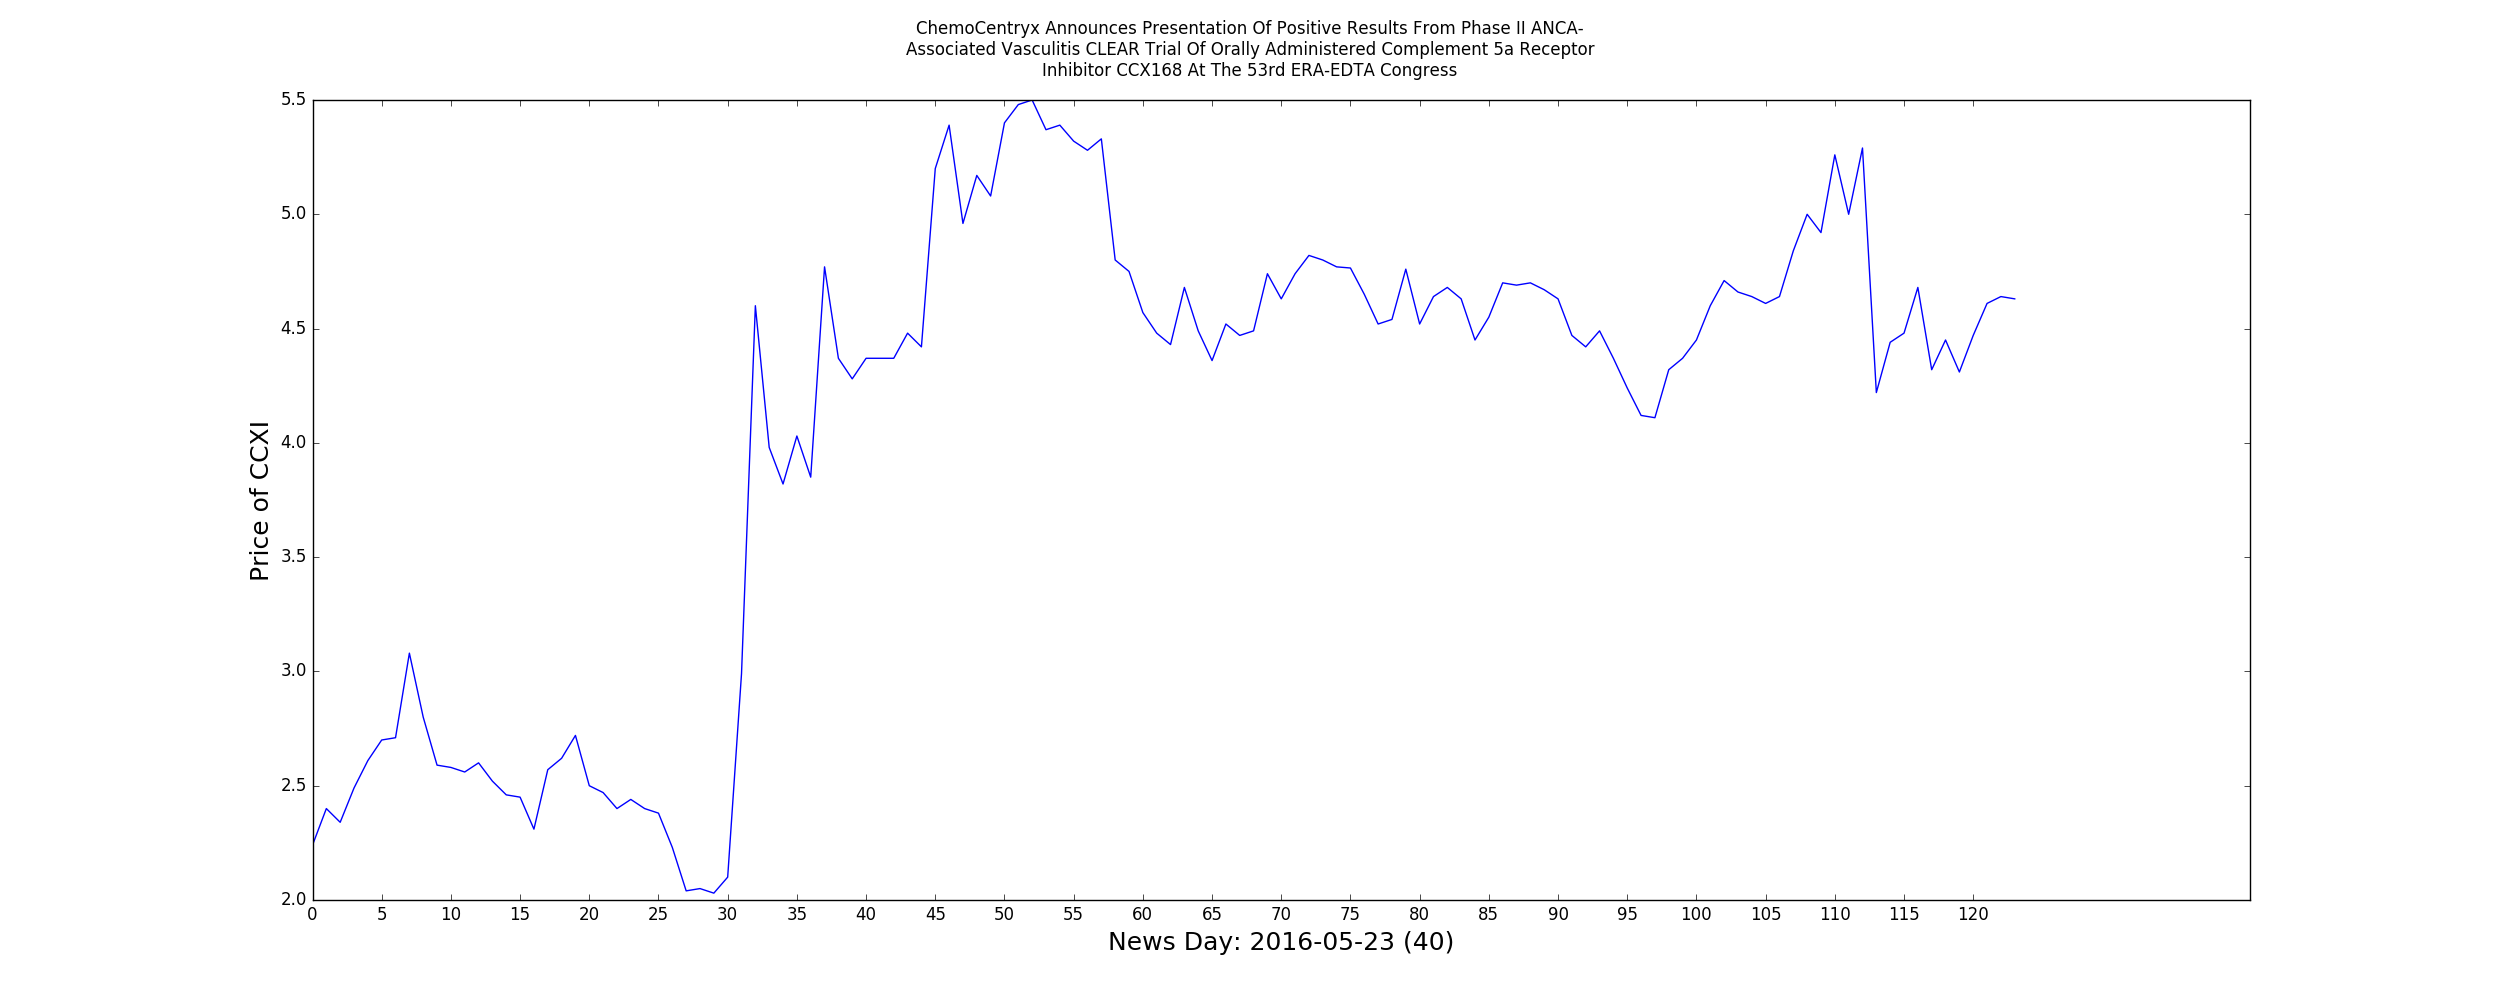 ChemoCentryx Announces Presentation Of Positive Results From Phase II ANCA-
Associated Vasculitis CLEAR Trial Of Orally Administered Complement 5a Receptor
Inhibitor CCX168 At The 53rd ERA-EDTA Congress
5.5
5.0
4.5
4.0
3.5
3.0
2.5
2.0
Price of CCXI
0 5 10 15 20 25 30 35 40 45 50 55 60 65 70 75 80 85 90 95 100 105 110 115 120
News Day: 2016-05-23 (40)